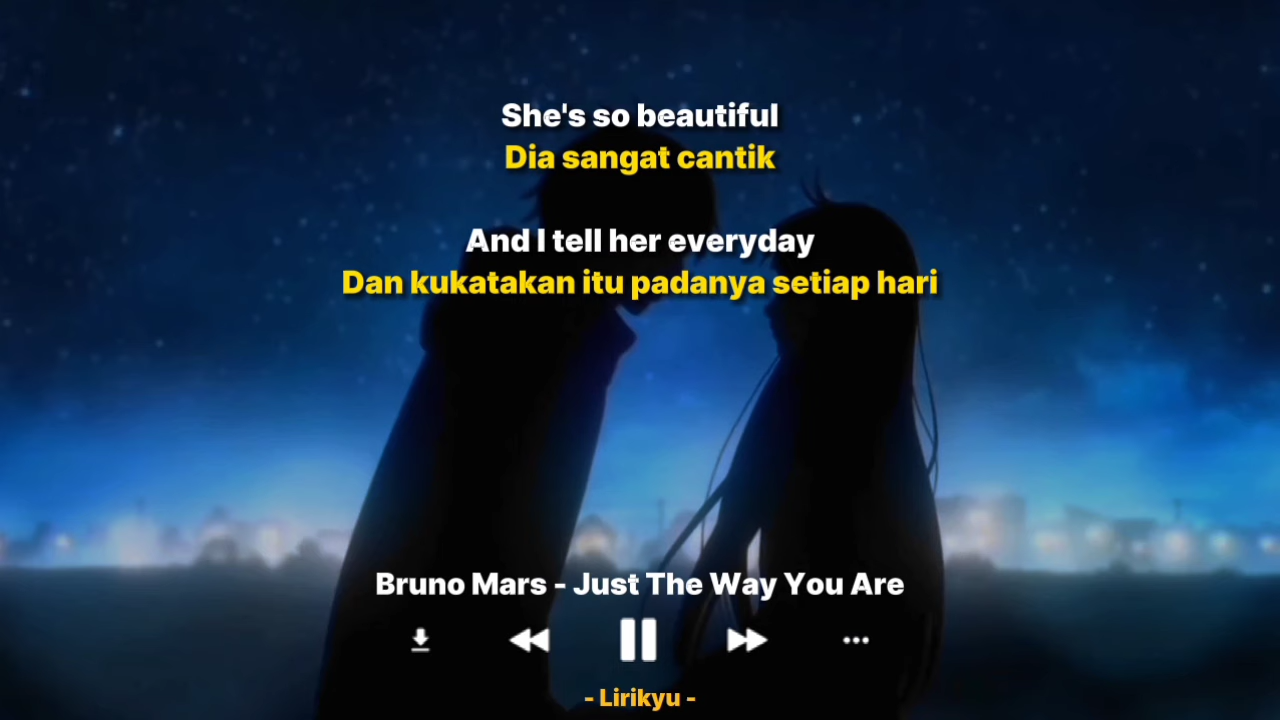 She's so beautiful
Dia sangat cantik
And I tell her everyday
Dan kukatakan itu padanya setiap hari
Bruno Mars - Just The Way You Are
- Lirikyu -